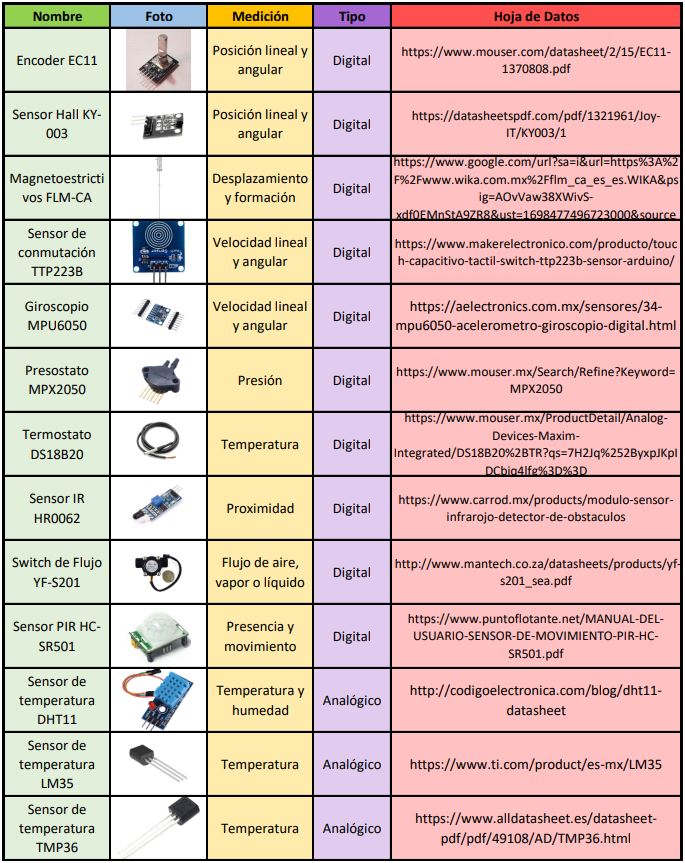 Nombre
Foto
Medición
Tipo
Hoja de Datos
Encoder EC11
Posición lineal y
angular
Digital
https://www.mouser.com/datasheet/2/15/EC11-
1370808.pdf
Sensor Hall KY-
003
Posición lineal y
angular
Digital
https://datasheetspdf.com/pdf/1321961/Joy-
IT/KY003/1
Magnetoestricti
vos FLM-CA
Desplazamiento
y formación
Digital
https://www.google.com/url?sa=i&url=https%3A%2
F%2Fwww.wika.com.mx%2Fflm_ca_es_es.WIKA&ps
ig=AOvVaw38XWivS-
xdf0EMnStA9ZR8&ust=1698477496723000&source
Sensor de
conmutación
TTP223B
Velocidad lineal
y angular
Digital
https://www.makerelectronico.com/producto/touc
h-capacitivo-tactil-switch-ttp223b-sensor-arduino/
Giroscopio
MPU6050
Velocidad lineal
y angular
Digital
https://aelectronics.com.mx/sensores/34-
mpu6050-acelerometro-giroscopio-digital.html
Presostato
MPX2050
Presión
Digital
https://www.mouser.mx/Search/Refine?Keyword=
MPX2050
Termostato
DS18B20
Temperatura
Digital
https://www.mouser.mx/ProductDetail/Analog-
Devices-Maxim-
Integrated/DS18B20%2BTR?qs=7H2Jq%252ByxpJKpI
DCbiq4lfg%3D%3D
Sensor IR
HR0062
Proximidad
Digital
https://www.carrod.mx/products/modulo-sensor-
infrarojo-detector-de-obstaculos
Switch de Flujo
YF-S201
Flujo de aire,
vapor o líquido
Digital
http://www.mantech.co.za/datasheets/products/yf-
s201_sea.pdf
Sensor PIR HC-
SR501
Presencia y
movimiento
Digital
https://www.puntoflotante.net/MANUAL-DEL-
USUARIO-SENSOR-DE-MOVIMIENTO-PIR-HC-
SR501.pdf
Sensor de
temperatura
DHT11
Temperatura y
humedad
Analógico
http://codigoelectronica.com/blog/dht11-
datasheet
Sensor de
temperatura
LM35
Temperatura
Analógico
https://www.ti.com/product/es-mx/LM35
Sensor de
temperatura
TMP36
Temperatura
Analógico
https://www.alldatasheet.es/datasheet-
pdf/pdf/49108/AD/TMP36.html